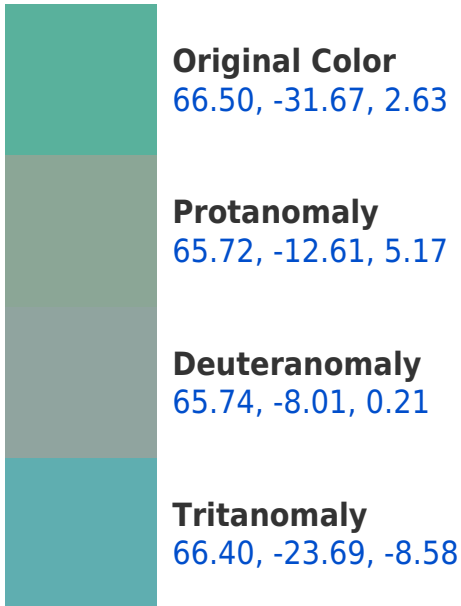 Original Color
66.50, -31.67, 2.63
Protanomaly
65.72, -12.61, 5.17
Deuteranomaly
65.74, -8.01, 0.21
Tritanomaly
66.40, -23.69, -8.58